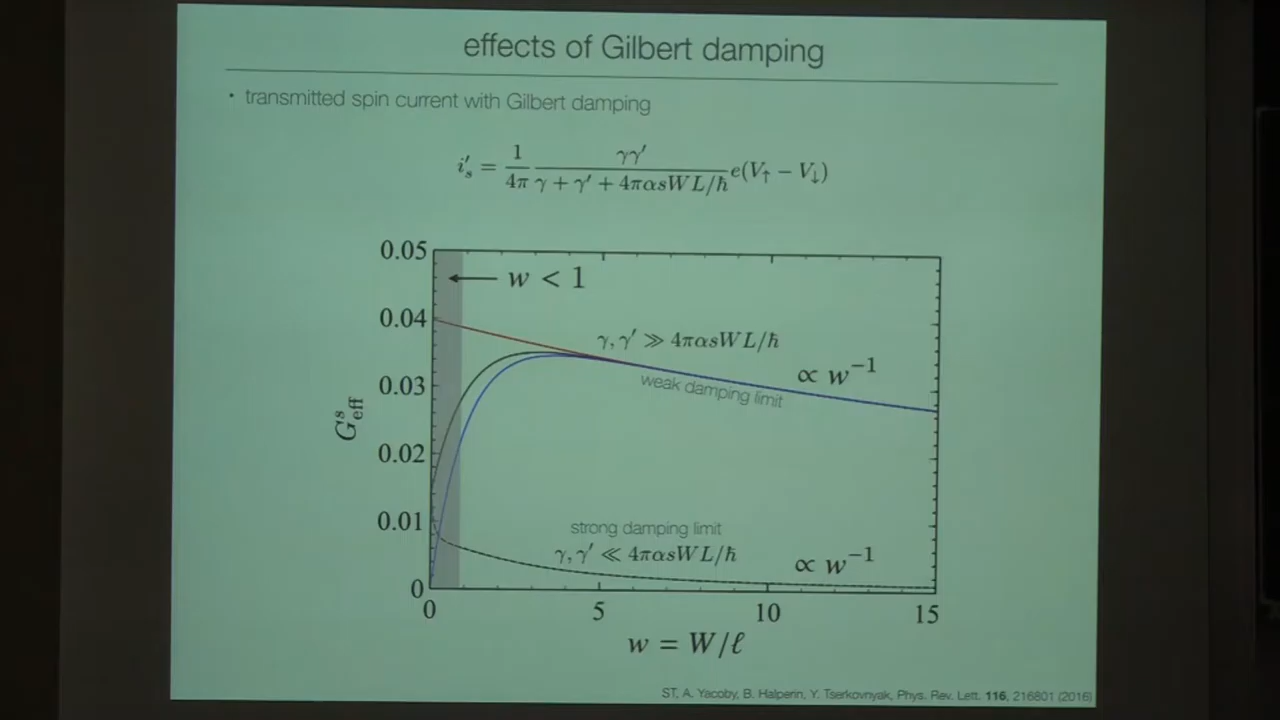 effects of Gilbert damping
• transmitted spin current with Gilbert damping
i′ₛ = 1/4π γγ′/(γ + γ′ + 4παsWL/ħ) e(V↑ − V↓)
0.05
w < 1
0.04
γ, γ′ ≫ 4παsWL/ħ
∝ w⁻¹
weak damping limit
0.03
Gˢeff
0.02
0.01
strong damping limit
γ, γ′ ≪ 4παsWL/ħ
∝ w⁻¹
0
0 5 10 15
w = W/ℓ
ST, A. Yacoby, B. Halperin, Y. Tserkovnyak, Phys. Rev. Lett. 116, 216801 (2016)